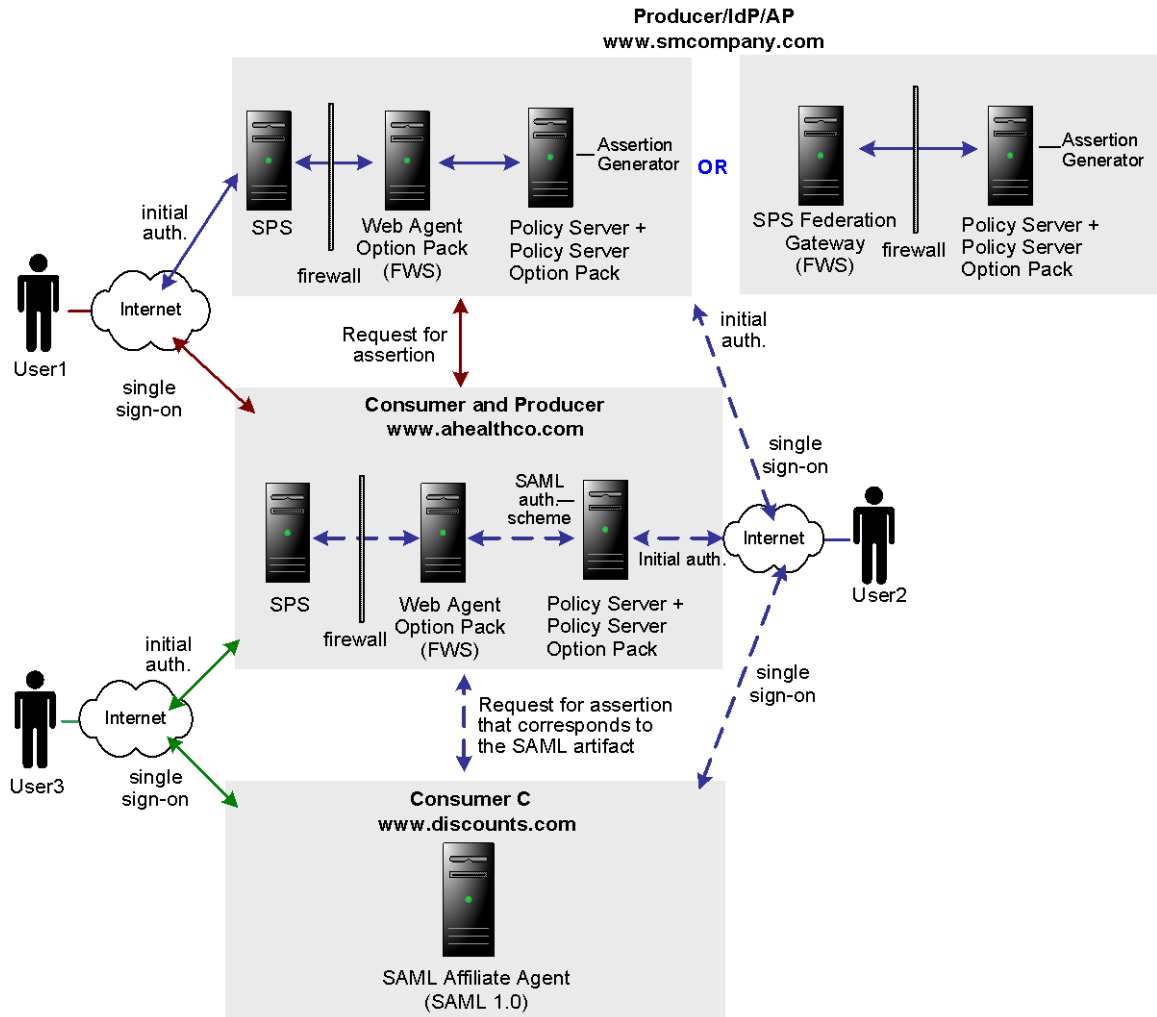 Producer/IdP/AP
www.smcompany.com
SPS
firewall
Web Agent
Option Pack
(FWS)
Policy Server +
Policy Server
Option Pack
Assertion
Generator
OR
SPS Federation
Gateway
(FWS)
firewall
Policy Server +
Policy Server
Option Pack
Assertion
Generator
initial
auth.
Internet
User1
single
sign-on
Request for
assertion
initial
auth.
Consumer and Producer
www.ahealthco.com
SPS
firewall
Web Agent
Option Pack
(FWS)
SAML
auth.
scheme
Policy Server +
Policy Server
Option Pack
Initial auth.
single
sign-on
Internet
User2
single
sign-on
initial
auth.
Internet
User3
single
sign-on
Request for assertion
that corresponds to
the SAML artifact
Consumer C
www.discounts.com
SAML Affiliate Agent
(SAML 1.0)